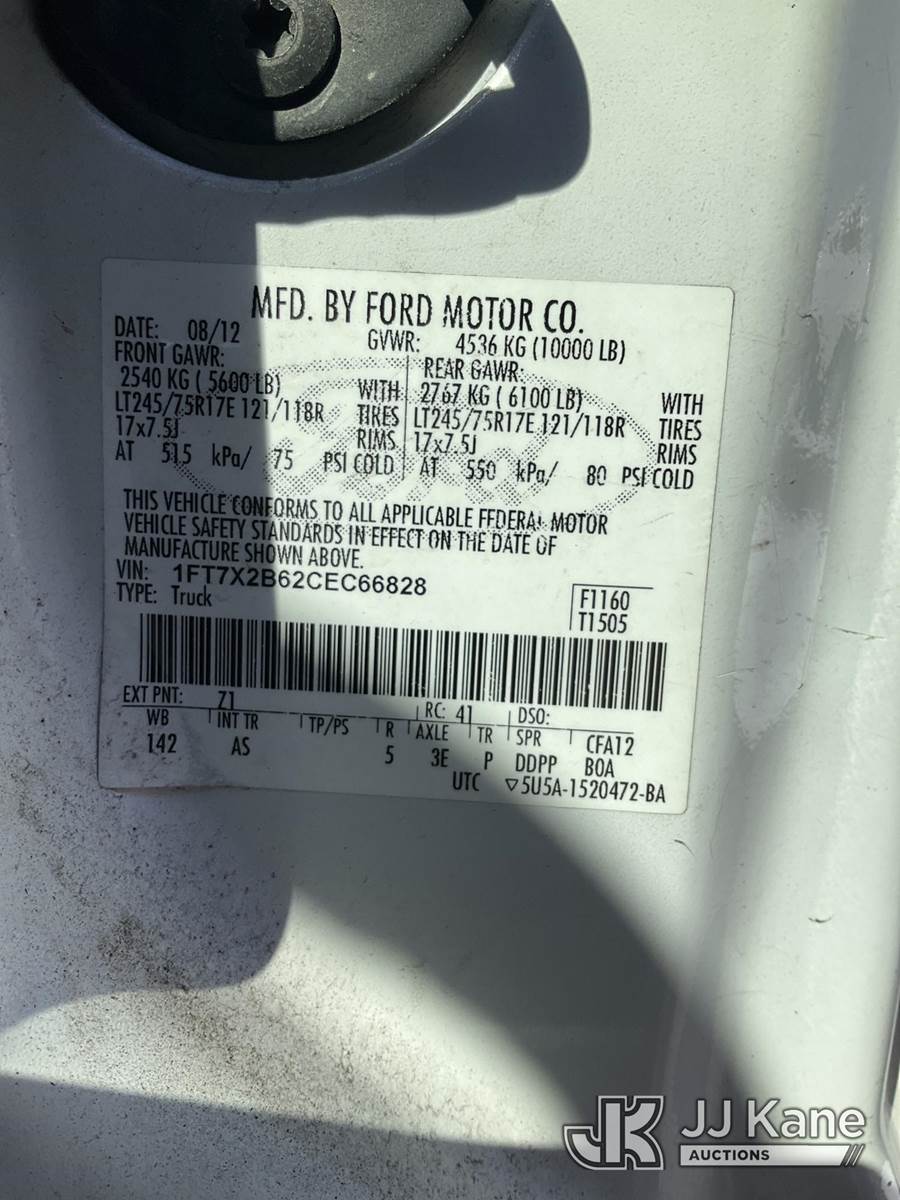 MFD. BY FORD MOTOR CO.
DATE: 08/12 GVWR: 4536 KG (10000 LB)
FRONT GAWR: REAR GAWR:
2540 KG ( 5600 LB) WITH 2767 KG ( 6100 LB) WITH
LT245/75R17E 121/118R TIRES LT245/75R17E 121/118R TIRES
17x7.5J RIMS 17x7.5J RIMS
AT 515 kPa/ 75 PSI COLD AT 550 kPa/ 80 PSI COLD
THIS VEHICLE CONFORMS TO ALL APPLICABLE FEDERAL MOTOR
VEHICLE SAFETY STANDARDS IN EFFECT ON THE DATE OF
MANUFACTURE SHOWN ABOVE.
VIN: 1FT7X2B62CEC66828
TYPE: Truck
F1160
T1505
EXT PNT: Z1 RC: 41 DSO:
WB INT TR TP/PS R AXLE TR SPR CFA12
142 AS 5 3E P DDPP BOA
UTC ▽5U5A-1520472-BA
JK JJ Kane
AUCTIONS